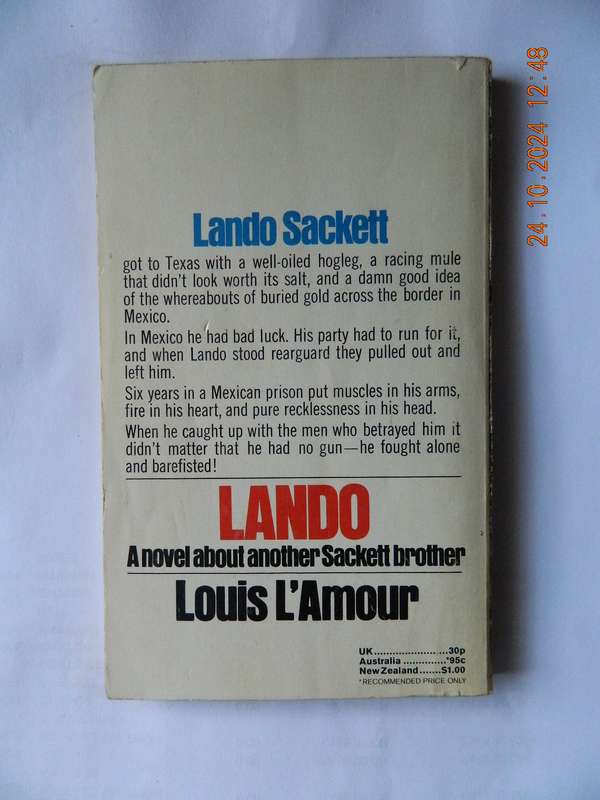 Lando Sackett
got to Texas with a well-oiled hogleg, a racing mule
that didn't look worth its salt, and a damn good idea
of the whereabouts of buried gold across the border in
Mexico.
In Mexico he had bad luck. His party had to run for it,
and when Lando stood rearguard they pulled out and
left him.
Six years in a Mexican prison put muscles in his arms,
fire in his heart, and pure recklessness in his head.
When he caught up with the men who betrayed him it
didn't matter that he had no gun—he fought alone
and barefisted!
LANDO
A novel about another Sackett brother
Louis L'Amour
UK........................30p
Australia ..............*95c
New Zealand.......$1.00
*RECOMMENDED PRICE ONLY
24.10.2024 12:48